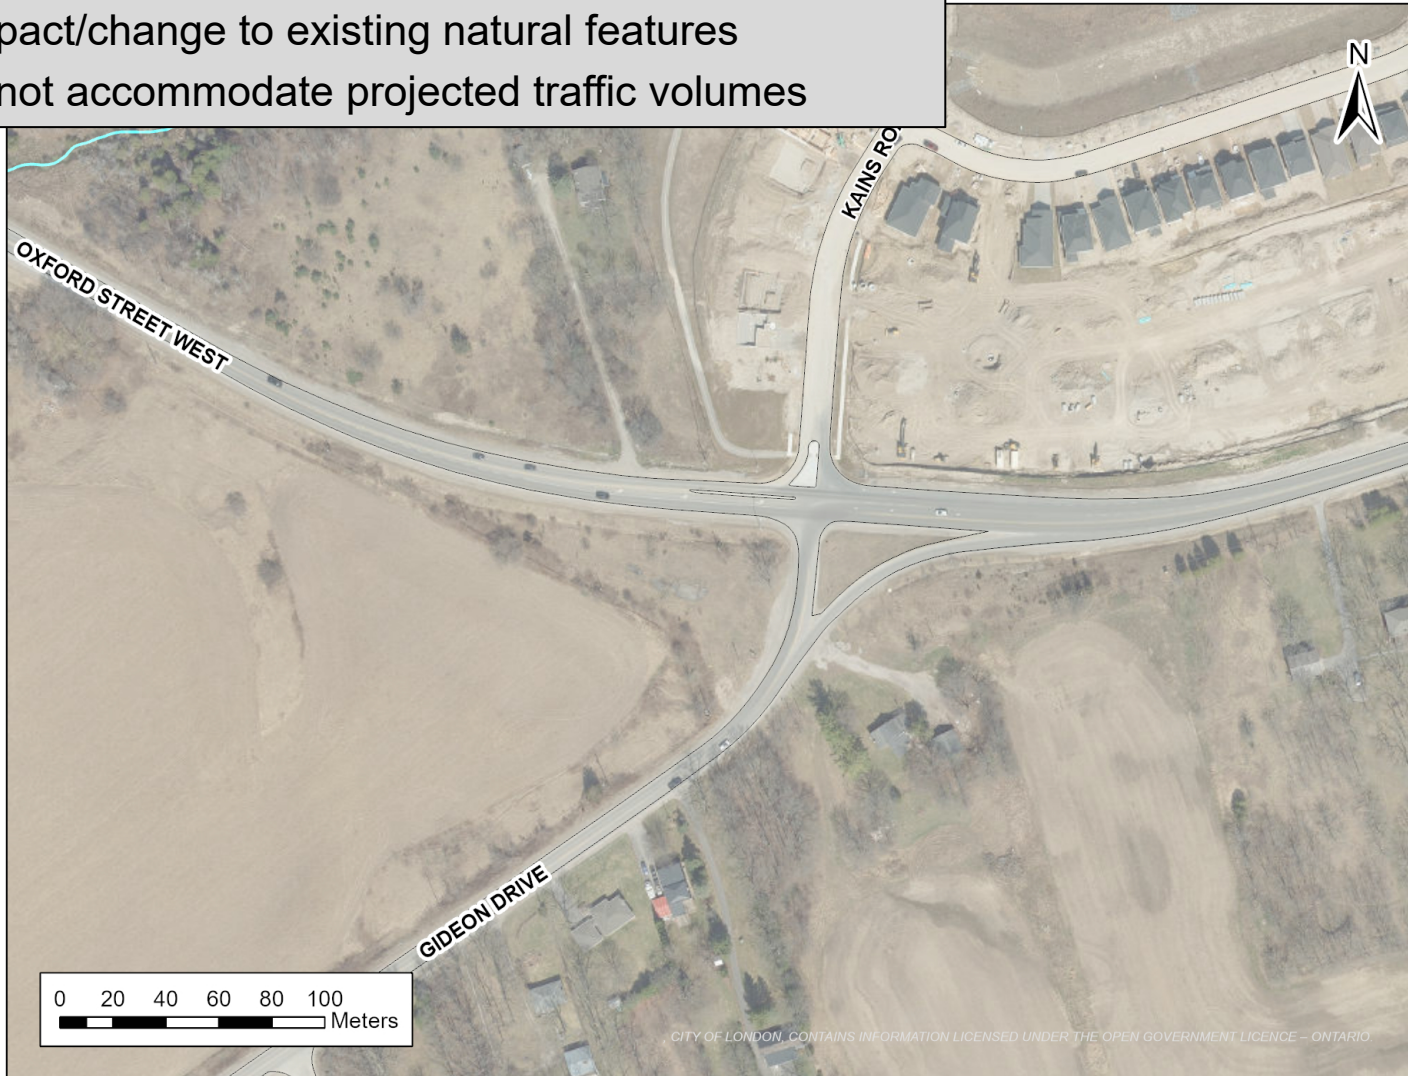 pact/change to existing natural features
not accommodate projected traffic volumes
N
KAINS RO
OXFORD STREET WEST
GIDEON DRIVE
0 20 40 60 80 100
Meters
CITY OF LONDON, CONTAINS INFORMATION LICENSED UNDER THE OPEN GOVERNMENT LICENCE – ONTARIO